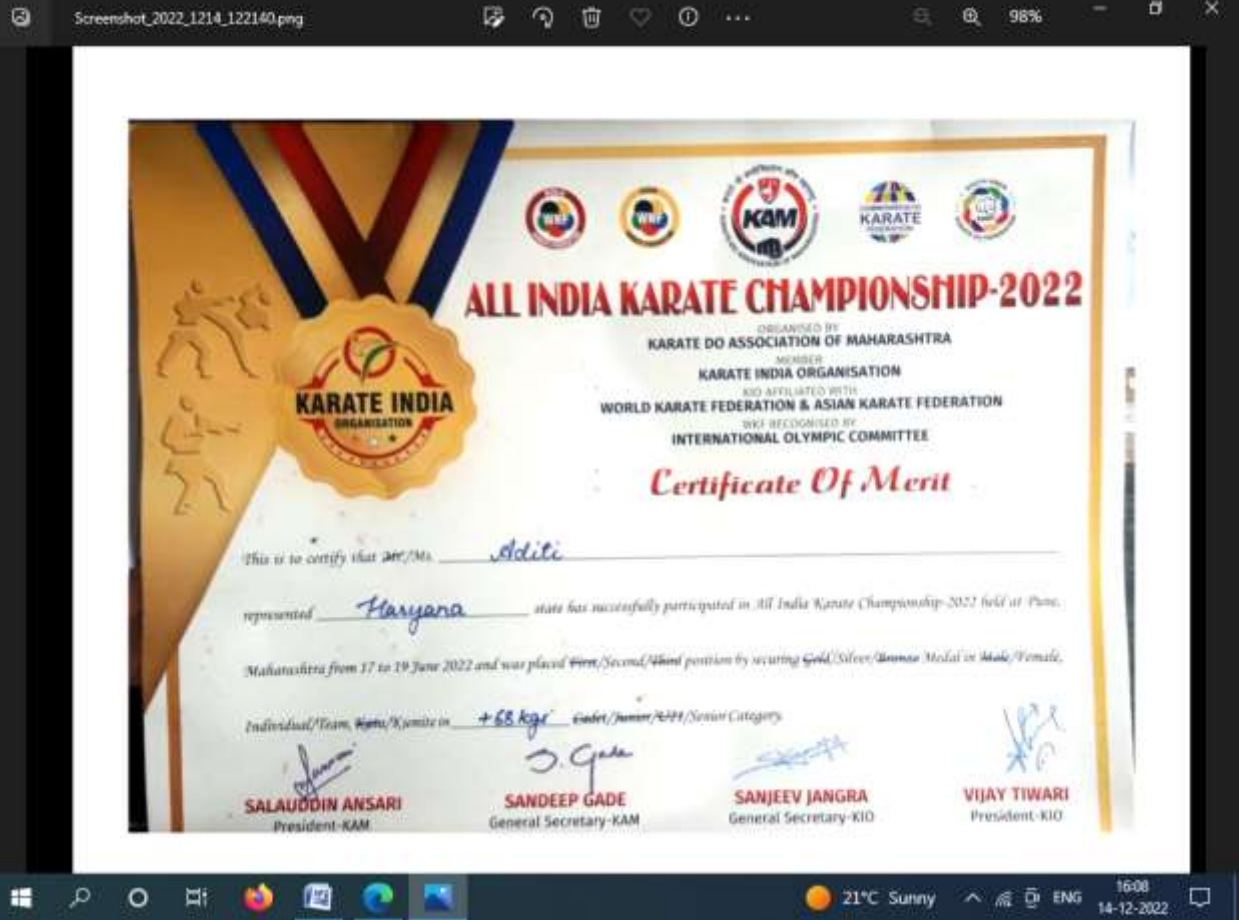 Screenshot_2022_1214_122140.png
98%
WKF
WKF
KAM
KARATE
FEDERATION
ALL INDIA KARATE CHAMPIONSHIP-2022
ORGANISED BY
KARATE DO ASSOCIATION OF MAHARASHTRA
MEMBER
KARATE INDIA ORGANISATION
KIO AFFILIATED WITH
WORLD KARATE FEDERATION & ASIAN KARATE FEDERATION
WKF RECOGNISED BY
INTERNATIONAL OLYMPIC COMMITTEE
KARATE INDIA
ORGANISATION
Certificate Of Merit
This is to certify that Mr./Ms. Aditi
represented Haryana state has successfully participated in All India Karate Championship-2022 held at Pune,
Maharashtra from 17 to 19 June 2022 and was placed First/Second/Third position by securing Gold/Silver/Bronze Medal in Male/Female,
Individual/Team, Kata/Kumite in +68 kgs Cadet/Junior/U21/Senior Category.
S. Gade
SALAUDDIN ANSARI
President-KAM
SANDEEP GADE
General Secretary-KAM
SANJEEV JANGRA
General Secretary-KIO
VIJAY TIWARI
President-KIO
21°C Sunny
ENG
16:08
14-12-2022